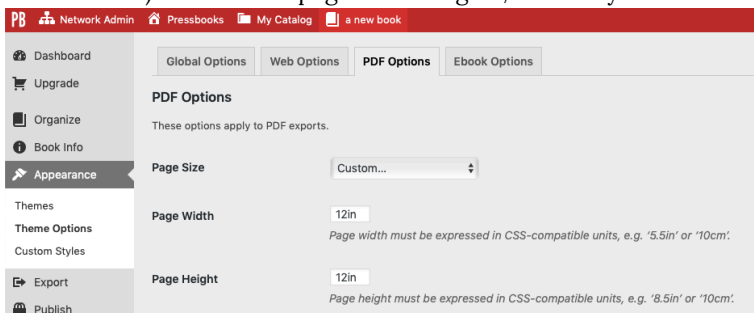 PB Network Admin Pressbooks My Catalog a new book
Dashboard
Upgrade
Organize
Book Info
Appearance
Themes
Theme Options
Custom Styles
Export
Publish
Global Options Web Options PDF Options Ebook Options
PDF Options
These options apply to PDF exports.
Page Size Custom...
Page Width 12in
Page width must be expressed in CSS-compatible units, e.g. '5.5in' or '10cm'.
Page Height 12in
Page height must be expressed in CSS-compatible units, e.g. '8.5in' or '10cm'.